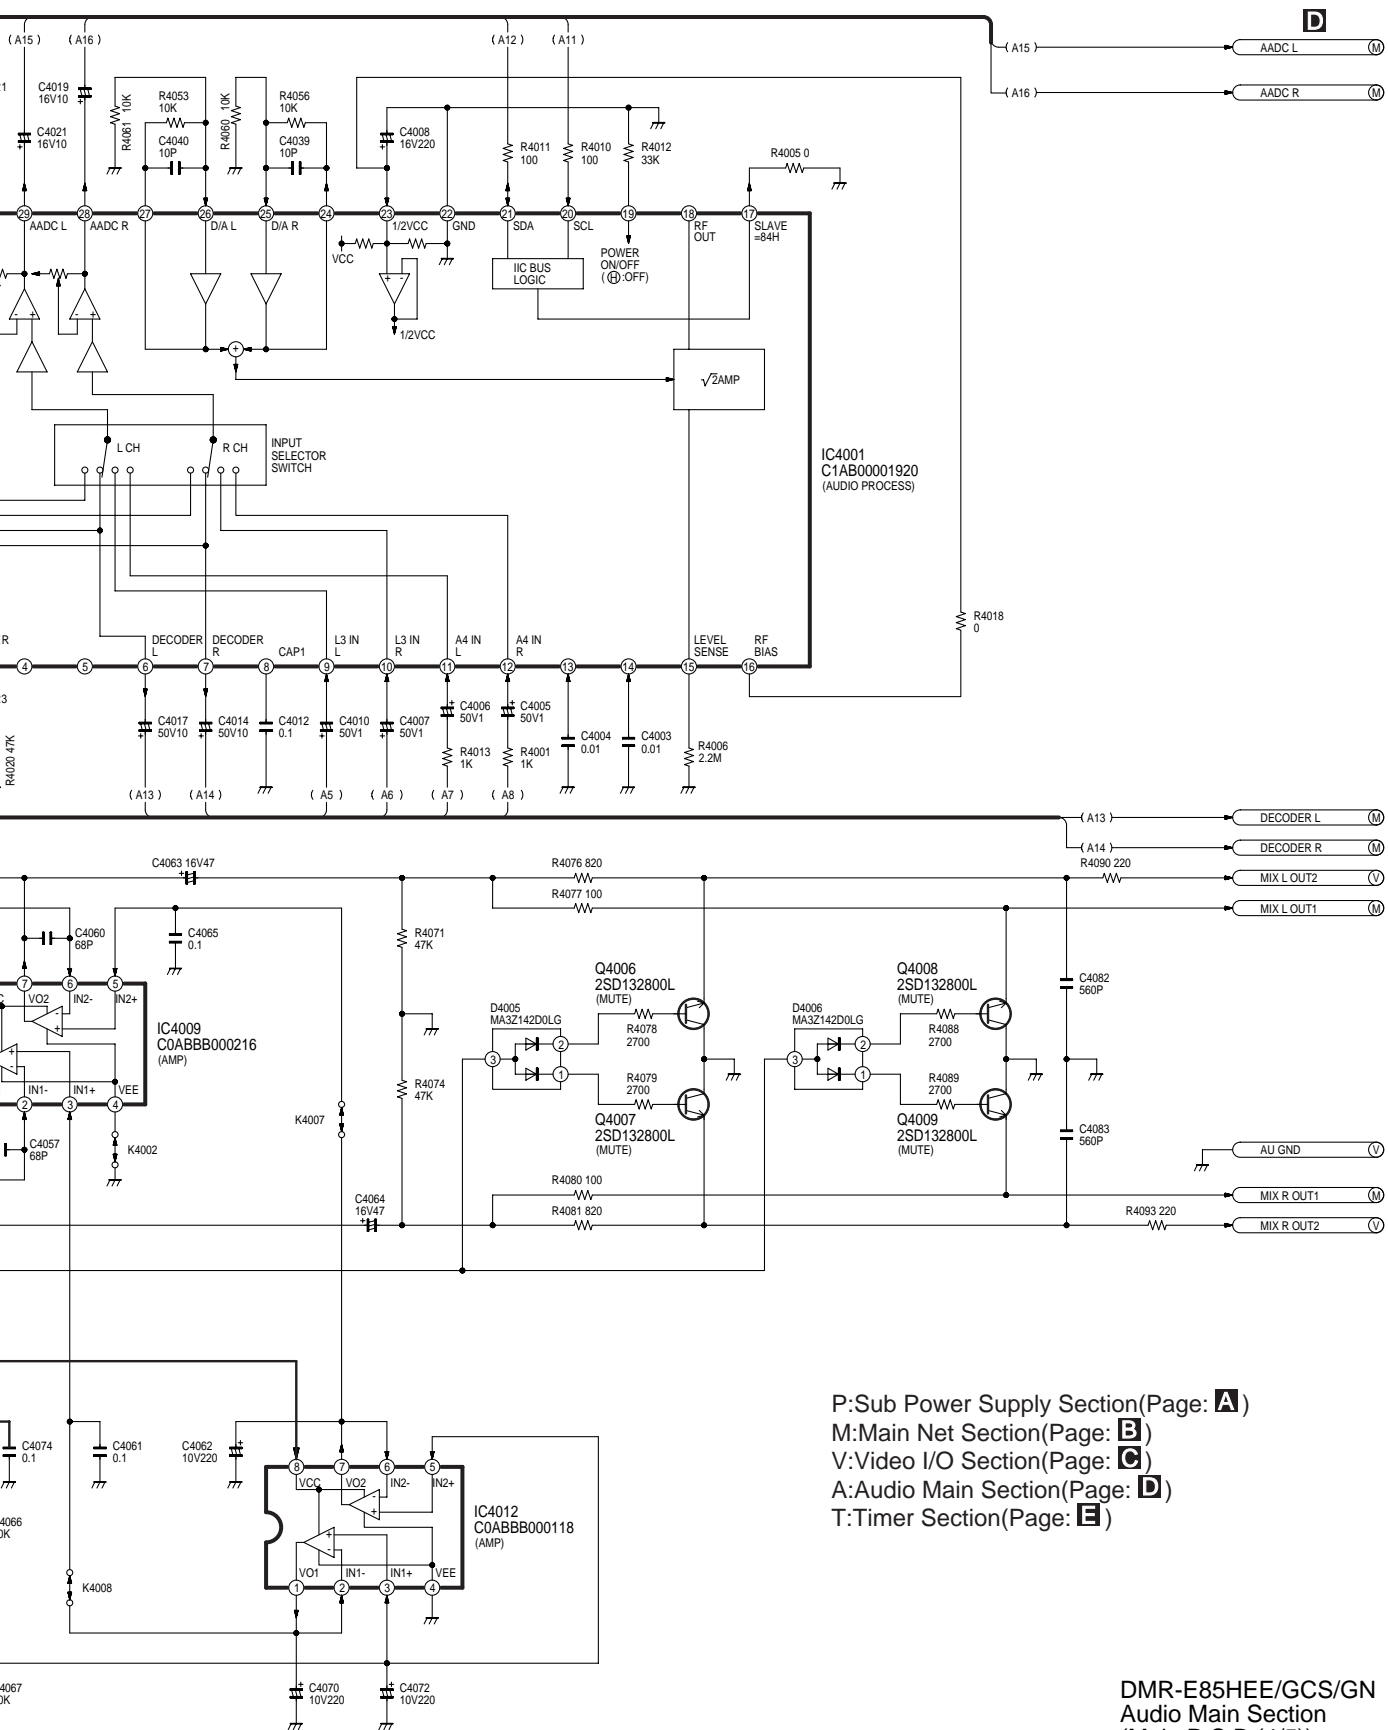 D
( A15 ) ( A16 ) ( A12 ) ( A11 )
( A15 ) AADC L M
( A16 ) AADC R M
C4019
16V10
C4021
16V10
R4061 10K
R4053
10K
C4040
10P
R4060 10K
R4056
10K
C4039
10P
C4008
16V220
R4011
100
R4010
100
R4012
33K
R4005 0
29 28 27 26 25 24 23 22 21 20 19 18 17
AADC L AADC R D/A L D/A R 1/2VCC GND SDA SCL
RF
OUT
SLAVE
=84H
VCC
POWER
ON/OFF
( H :OFF)
IIC BUS
LOGIC
+ -
1/2VCC
- + - +
+
√2AMP
L CH R CH
INPUT
SELECTOR
SWITCH
IC4001
C1AB00001920
(AUDIO PROCESS)
R4018
0
R
DECODER
L
DECODER
R
CAP1
L3 IN
L
L3 IN
R
A4 IN
L
A4 IN
R
LEVEL
SENSE
RF
BIAS
4 5 6 7 8 9 10 11 12 13 14 15 16
R4020 47K
C4017
50V10
C4014
50V10
C4012
0.1
C4010
50V1
C4007
50V1
C4006
50V1
C4005
50V1
R4013
1K
R4001
1K
C4004
0.01
C4003
0.01
R4006
2.2M
( A13 ) ( A14 ) ( A5 ) ( A6 ) ( A7 ) ( A8 )
( A13 ) DECODER L M
( A14 ) DECODER R M
R4090 220 MIX L OUT2 V
MIX L OUT1 M
C4063 16V47
R4076 820
R4077 100
C4060
68P
C4065
0.1
R4071
47K
7 6 5
VO2 IN2- IN2+
IC4009
C0ABBB000216
(AMP)
IN1- IN1+ VEE
2 3 4
C4057
68P
K4002
K4007
R4074
47K
D4005
MA3Z142D0LG
3 2 1
Q4006
2SD132800L
(MUTE)
R4078
2700
R4079
2700
Q4007
2SD132800L
(MUTE)
D4006
MA3Z142D0LG
3 2 1
Q4008
2SD132800L
(MUTE)
R4088
2700
R4089
2700
Q4009
2SD132800L
(MUTE)
C4082
560P
C4083
560P
AU GND V
C4064
16V47
R4080 100
R4081 820
MIX R OUT1 M
R4093 220 MIX R OUT2 V
C4074
0.1
C4061
0.1
C4062
10V220
8 7 6 5
VCC VO2 IN2- IN2+
IC4012
C0ABBB000118
(AMP)
VO1 IN1- IN1+ VEE
1 2 3 4
K4008
C4070
10V220
C4072
10V220
P:Sub Power Supply Section(Page: A )
M:Main Net Section(Page: B )
V:Video I/O Section(Page: C )
A:Audio Main Section(Page: D )
T:Timer Section(Page: E )
DMR-E85HEE/GCS/GN
Audio Main Section